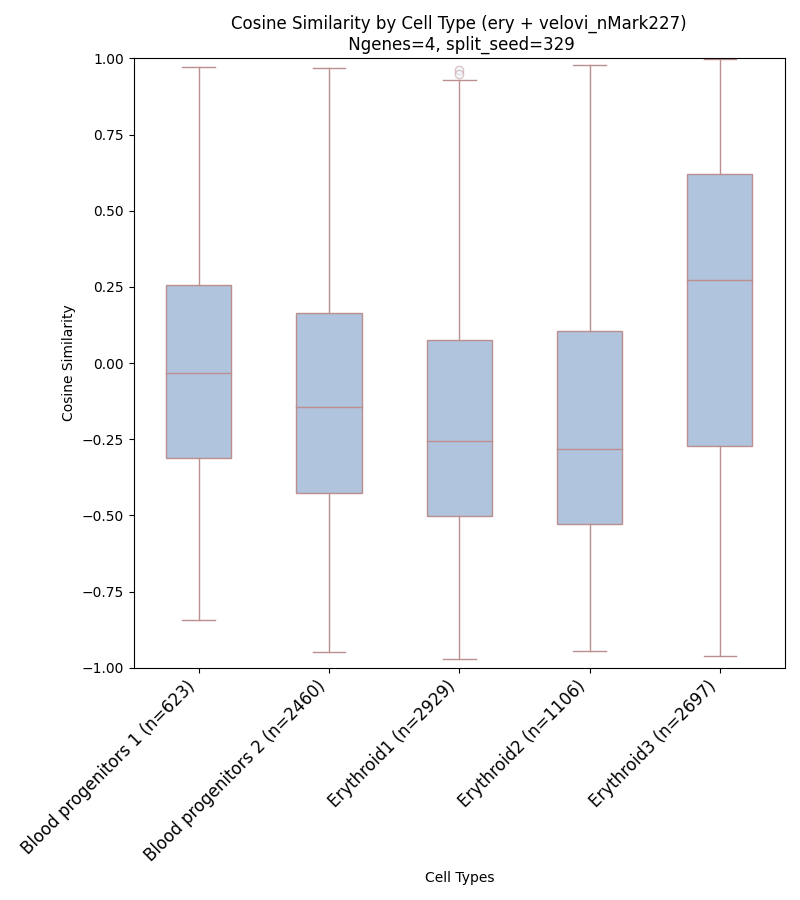 Cosine Similarity by Cell Type (ery + velovi_nMark227)
Ngenes=4, split_seed=329
1.00
0.75
0.50
0.25
0.00
−0.25
−0.50
−0.75
−1.00
Cosine Similarity
Blood progenitors 1 (n=623)
Blood progenitors 2 (n=2460)
Erythroid1 (n=2929)
Erythroid2 (n=1106)
Erythroid3 (n=2697)
Cell Types